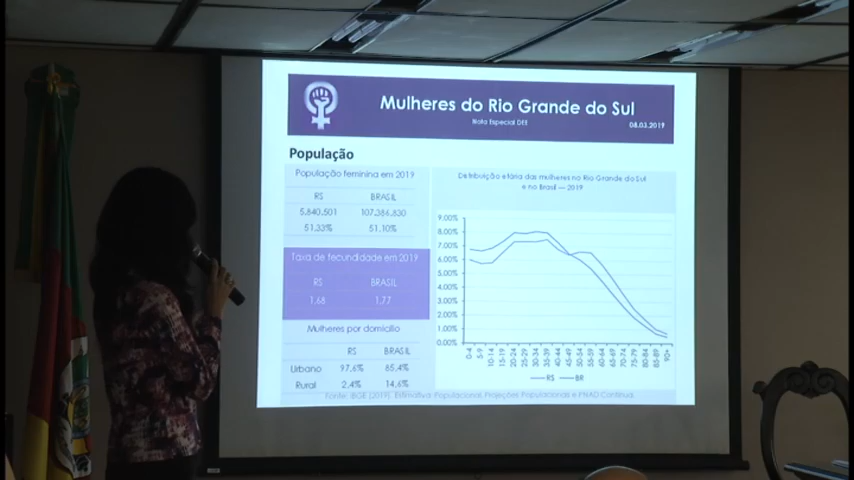 Mulheres do Rio Grande do Sul
Nota Especial DEE
08.03.2019
População
População feminina em 2019
RS BRASIL
5.840.501 107.386.830
51,33% 51,10%
Taxa de fecundidade em 2019
RS BRASIL
1,68 1,77
Mulheres por domicílio
RS BRASIL
Urbano 97,6% 85,4%
Rural 2,4% 14,6%
Distribuição etária das mulheres no Rio Grande do Sul
e no Brasil — 2019
9.00%
8.00%
7.00%
6.00%
5.00%
4.00%
3.00%
2.00%
1.00%
0.00%
0-4 5-9 10-14 15-19 20-24 25-29 30-34 35-39 40-44 45-49 50-54 55-59 60-64 65-69 70-74 75-79 80-84 85-89 90+
RS BR
Fonte: IBGE (2019). Estimativa Populacional, Projeções Populacionais e PNAD Contínua.